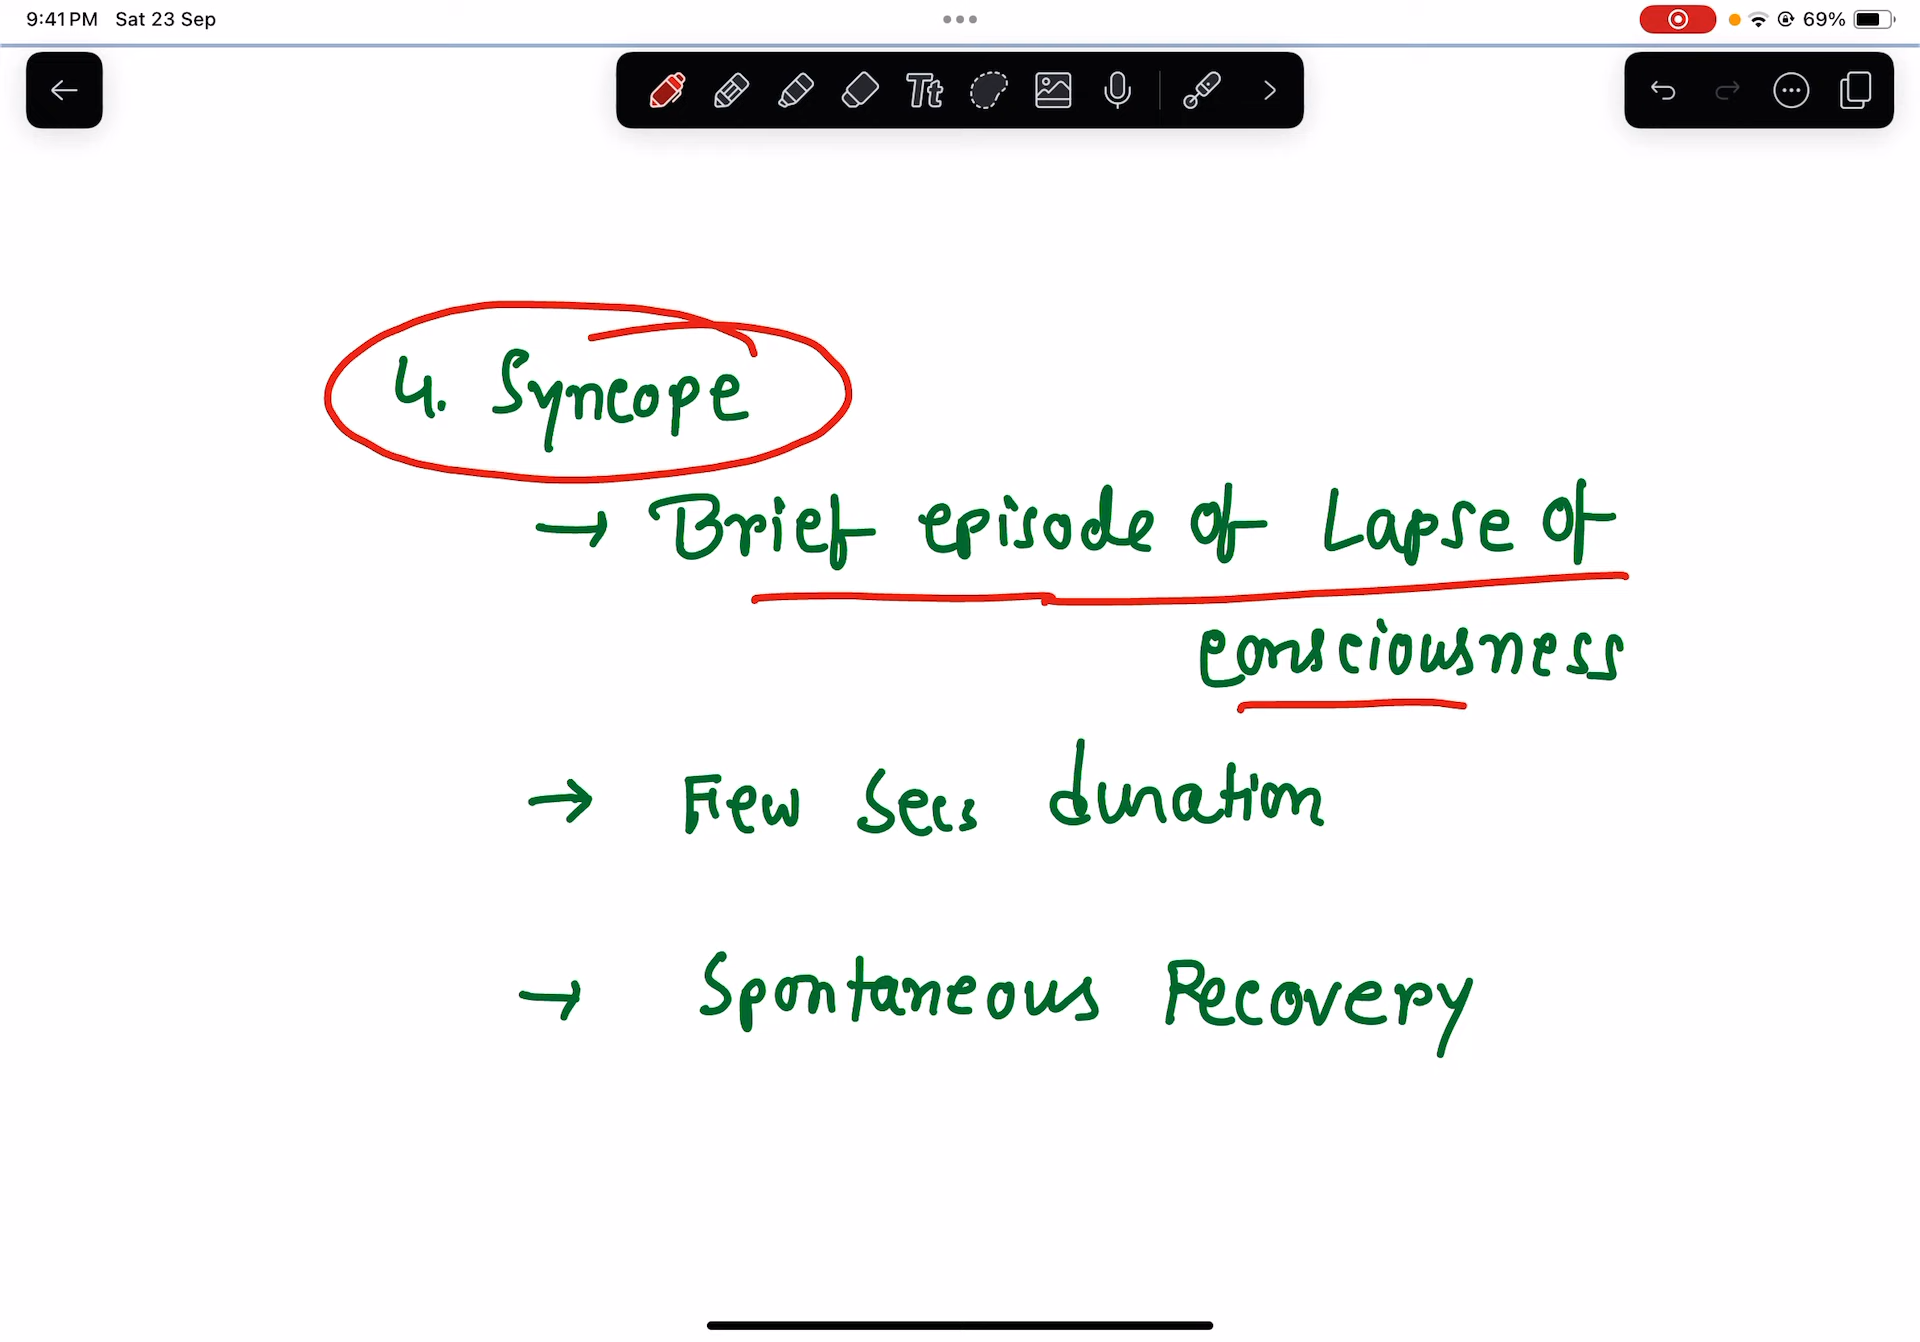 9:41 PM Sat 23 Sep
69%
Tt
4. Syncope
→ Brief episode of Lapse of
consciousness
→ Few Secs duration
→ Spontaneous Recovery